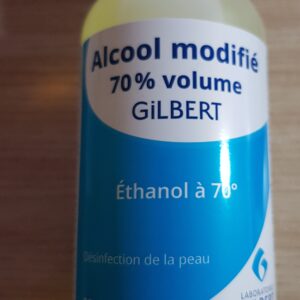 Alcool modifié
70% volume
GiLBERT
Éthanol à 70°
Désinfection de la peau